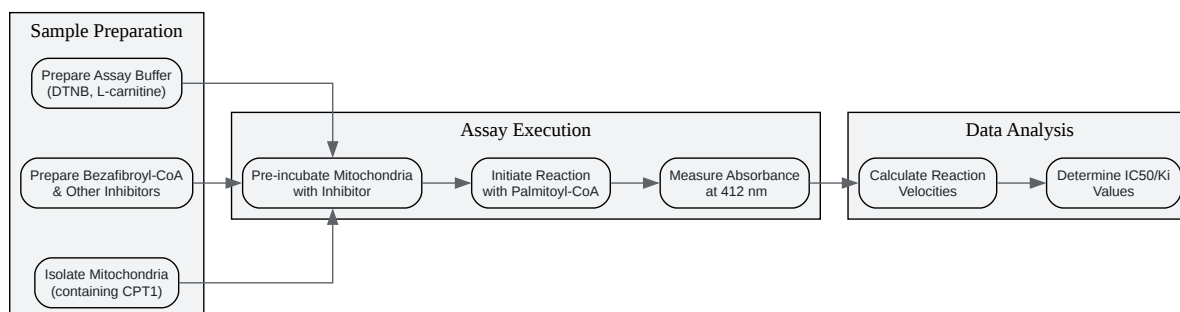 Sample Preparation
Prepare Assay Buffer
(DTNB, L-carnitine)
Prepare Bezafibroyl-CoA
& Other Inhibitors
Isolate Mitochondria
(containing CPT1)
Assay Execution
Pre-incubate Mitochondria
with Inhibitor
Initiate Reaction
with Palmitoyl-CoA
Measure Absorbance
at 412 nm
Data Analysis
Calculate Reaction
Velocities
Determine IC50/Ki
Values